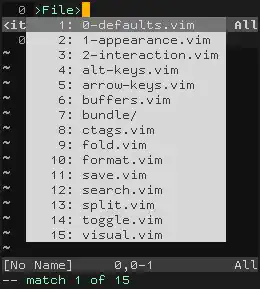 0 >File>
<it 1: 0-defaults.vim All
0 2: 1-appearance.vim
~ 3: 2-interaction.vim
~ 4: alt-keys.vim
~ 5: arrow-keys.vim
~ 6: buffers.vim
~ 7: bundle/
~ 8: ctags.vim
~ 9: fold.vim
~ 10: format.vim
~ 11: save.vim
~ 12: search.vim
~ 13: split.vim
~ 14: toggle.vim
~ 15: visual.vim
~
[No Name] 0,0-1 All
-- match 1 of 15